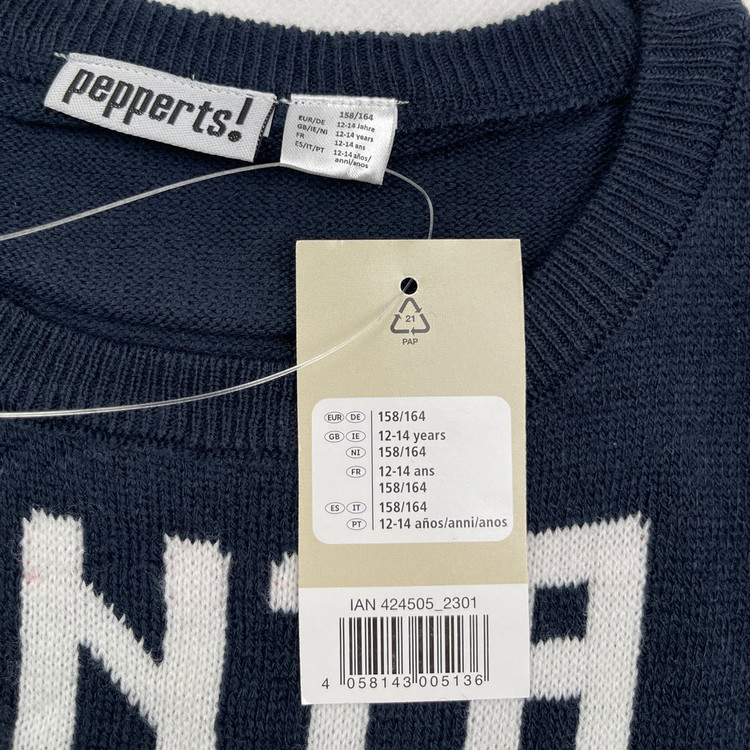 pepperts!
EUR/DE 158/164
GB/IE/NI 12-14 Jahre
FR 12-14 years
ES/IT/PT 12-14 ans
12-14 años/
anni/anos
21
PAP
EUR DE 158/164
GB IE 12-14 years
NI 158/164
FR 12-14 ans
158/164
ES IT 158/164
PT 12-14 años/anni/anos
IAN 424505_2301
4 058143 005136
NTA